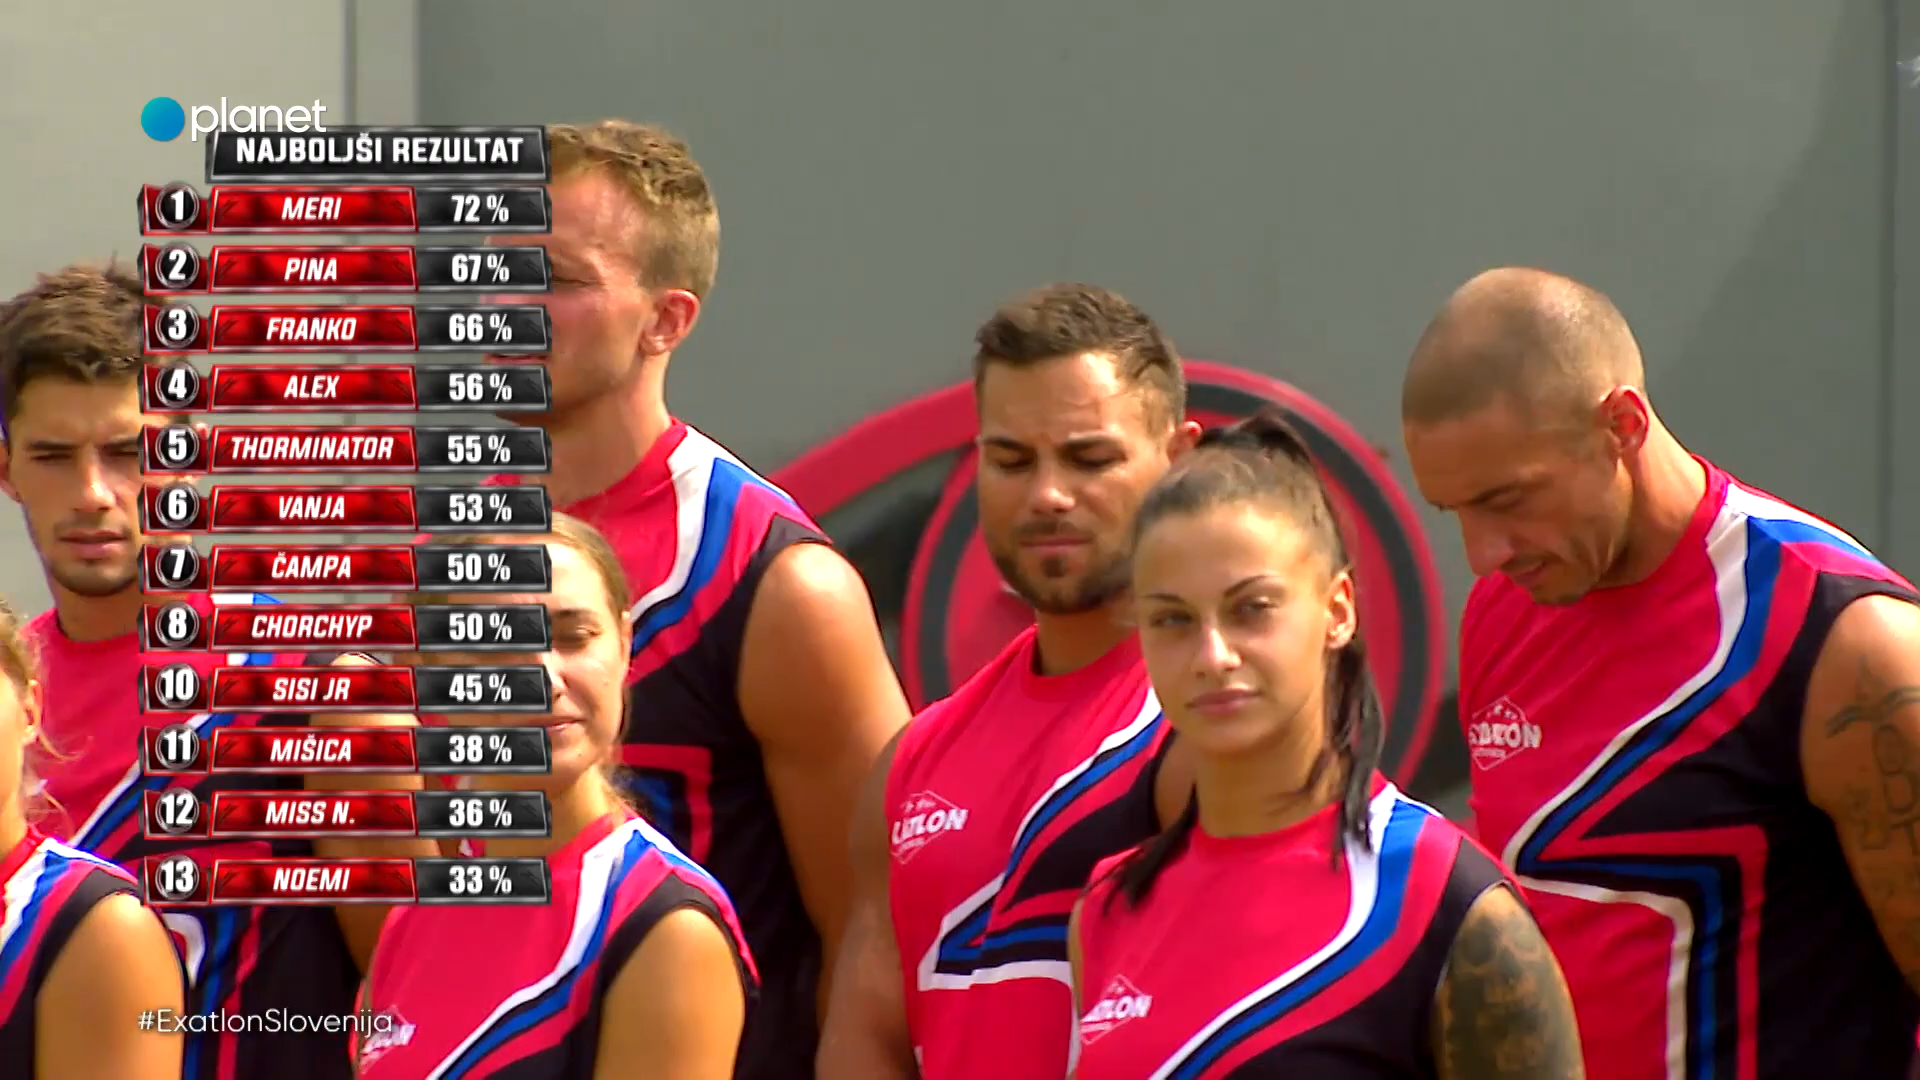 planet
NAJBOLJŠI REZULTAT
1 MERI 72 %
2 PINA 67 %
3 FRANKO 66 %
4 ALEX 56 %
5 THORMINATOR 55 %
6 VANJA 53 %
7 ČAMPA 50 %
8 CHORCHYP 50 %
10 SISI JR 45 %
11 MIŠICA 38 %
12 MISS N. 36 %
13 NOEMI 33 %
#ExatlonSlovenija